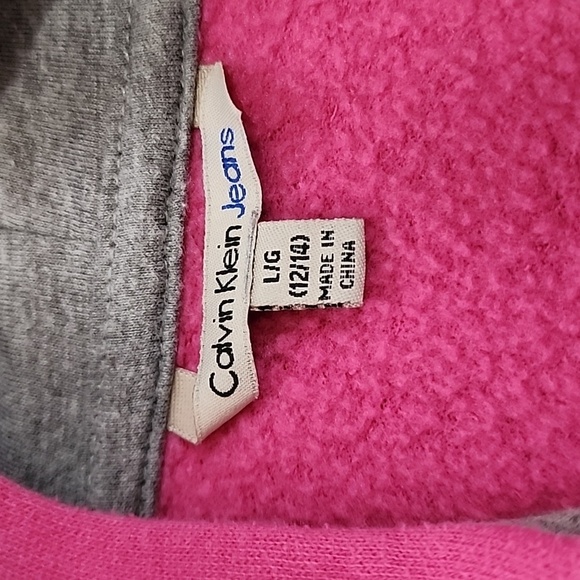 Calvin Klein Jeans
L/G
(12/14)
MADE IN
CHINA